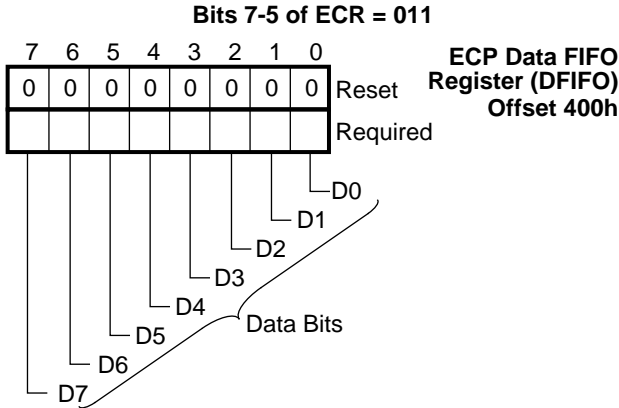 Bits 7-5 of ECR = 011
7 6 5 4 3 2 1 0
ECP Data FIFO
Register (DFIFO)
Offset 400h
0 0 0 0 0 0 0 0 Reset
Required
D0
D1
D2
D3
D4
D5
D6
D7
Data Bits